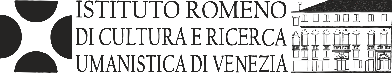 ISTITUTO ROMENO
DI CULTURA E RICERCA
UMANISTICA DI VENEZIA